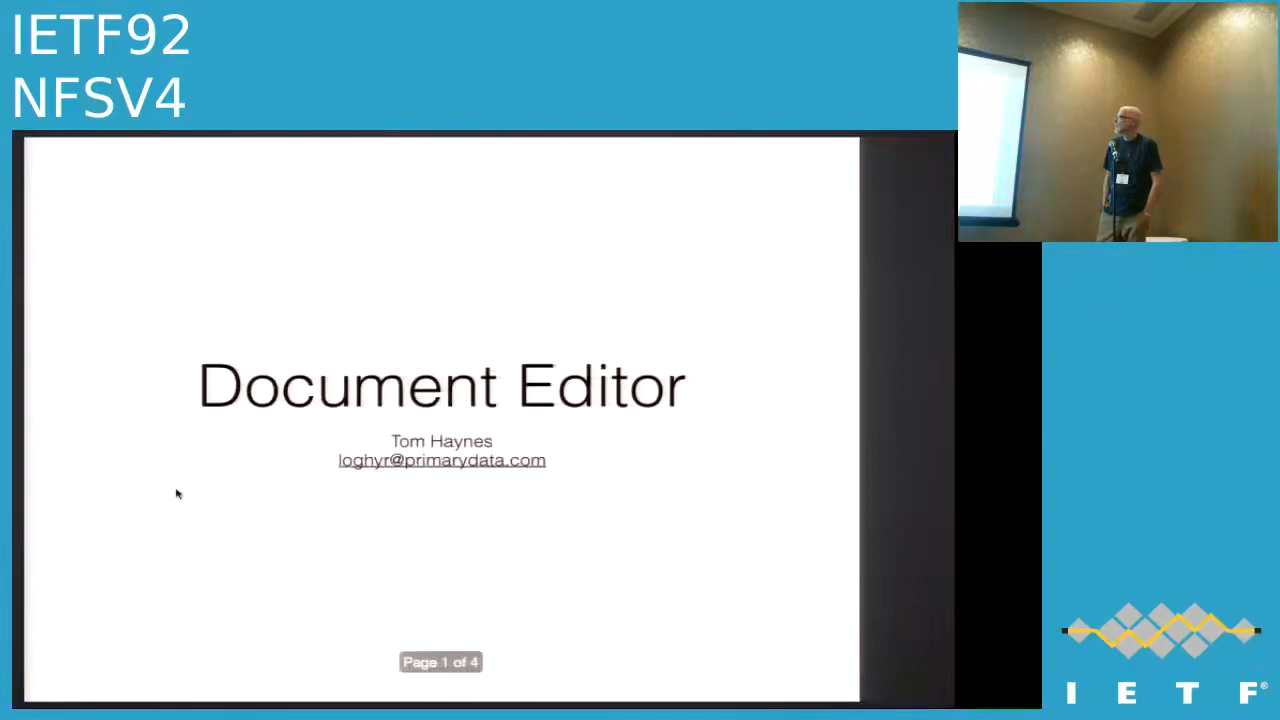 IETF92
NFSV4
Document Editor
Tom Haynes
loghyr@primarydata.com
Page 1 of 4
I E T F®